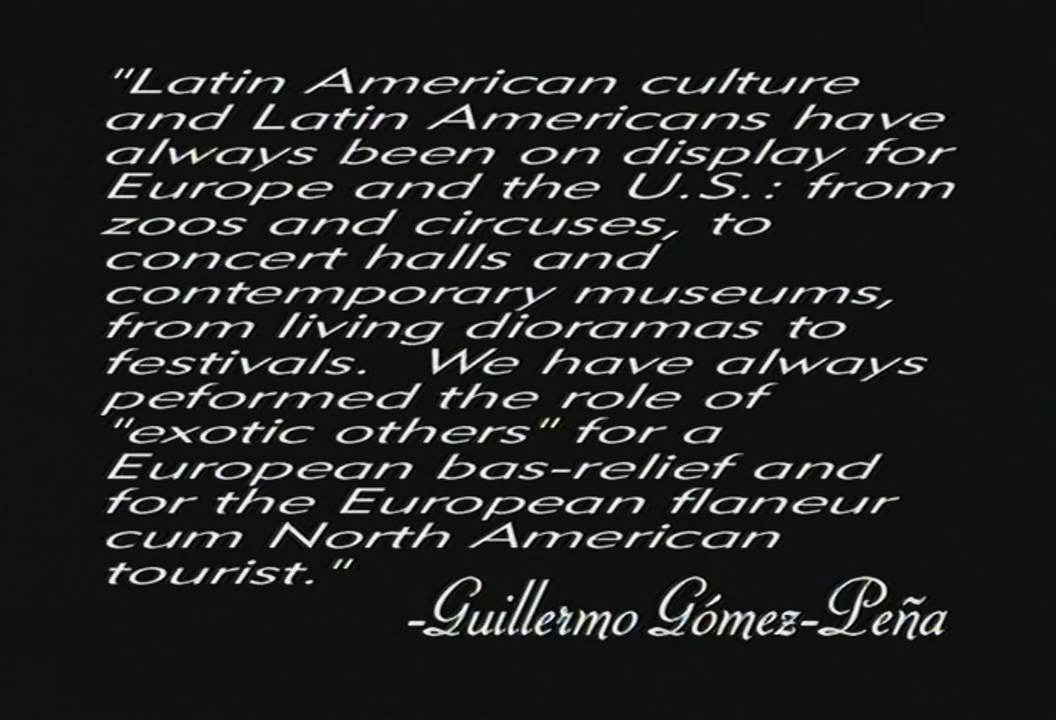 "Latin American culture
and Latin Americans have
always been on display for
Europe and the U.S.: from
zoos and circuses, to
concert halls and
contemporary museums,
from living dioramas to
festivals.  We have always
peformed the role of
"exotic others" for a
European bas-relief and
for the European flaneur
cum North American
tourist."
-Guillermo Gómez-Peña